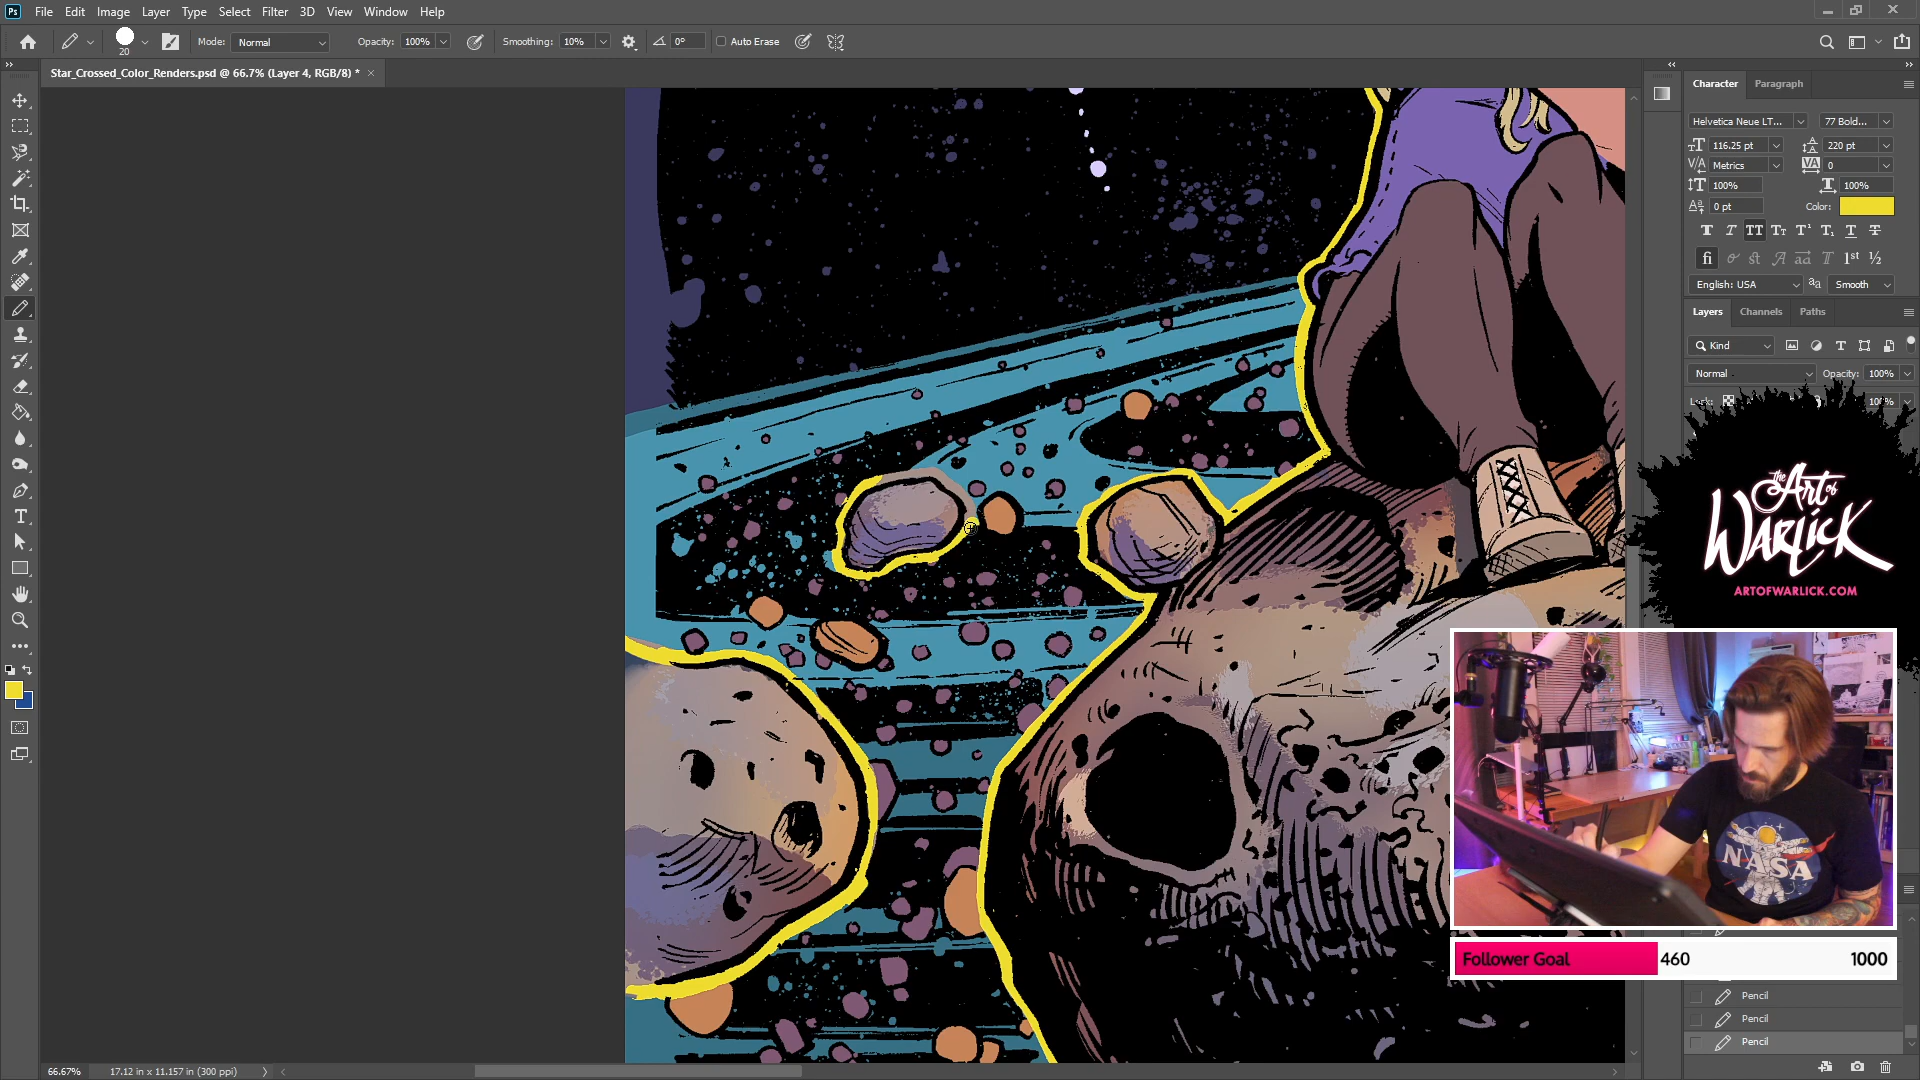 Ps File Edit Image Layer Type Select Filter 3D View Window Help
20 Mode: Normal Opacity: 100% Smoothing: 10% 0° Auto Erase
Star_Crossed_Color_Renders.psd @ 66.7% (Layer 4, RGB/8) * ×
Character Paragraph
Helvetica Neue LT... 77 Bold...
116.25 pt 220 pt
Metrics 0
100% 100%
0 pt Color:
English: USA Smooth
Layers Channels Paths
Kind
Normal Opacity: 100%
Lock: 100%
the Art of
Warlick
ARTOFWARLICK.COM
NASA
Follower Goal 460 1000
Pencil
Pencil
Pencil
66.67% 17.12 in x 11.157 in (300 ppi)